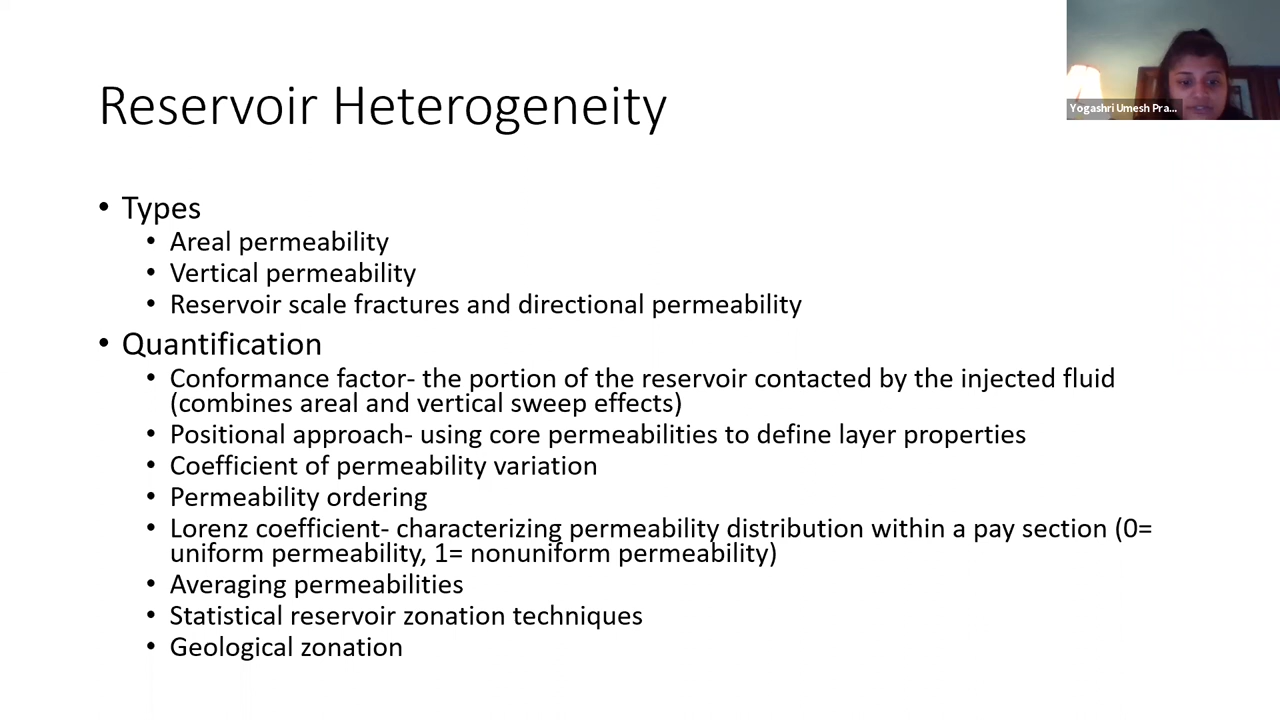 Reservoir Heterogeneity
Yogashri Umesh Pra...
• Types
• Areal permeability
• Vertical permeability
• Reservoir scale fractures and directional permeability
• Quantification
• Conformance factor- the portion of the reservoir contacted by the injected fluid
(combines areal and vertical sweep effects)
• Positional approach- using core permeabilities to define layer properties
• Coefficient of permeability variation
• Permeability ordering
• Lorenz coefficient- characterizing permeability distribution within a pay section (0=
uniform permeability, 1= nonuniform permeability)
• Averaging permeabilities
• Statistical reservoir zonation techniques
• Geological zonation